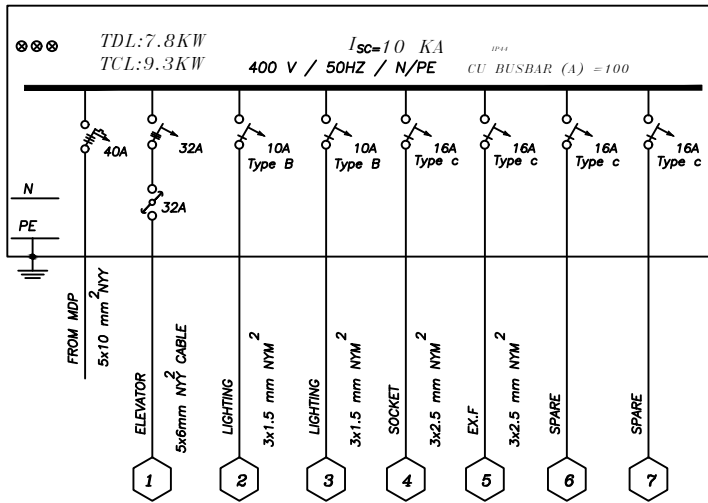 TDL:7.8KW
TCL:9.3KW
Isc=10 KA
IP44
400 V / 50HZ / N/PE
CU BUSBAR (A) =100
40A
32A
32A
10A
Type B
10A
Type B
16A
Type c
16A
Type c
16A
Type c
16A
Type c
N
PE
FROM MDP
5x10 mm² NYY
ELEVATOR
5x6mm² NYY CABLE
LIGHTING
3x1.5 mm² NYM
LIGHTING
3x1.5 mm² NYM
SOCKET
3x2.5 mm² NYM
EX.F
3x2.5 mm² NYM
SPARE
SPARE
1
2
3
4
5
6
7